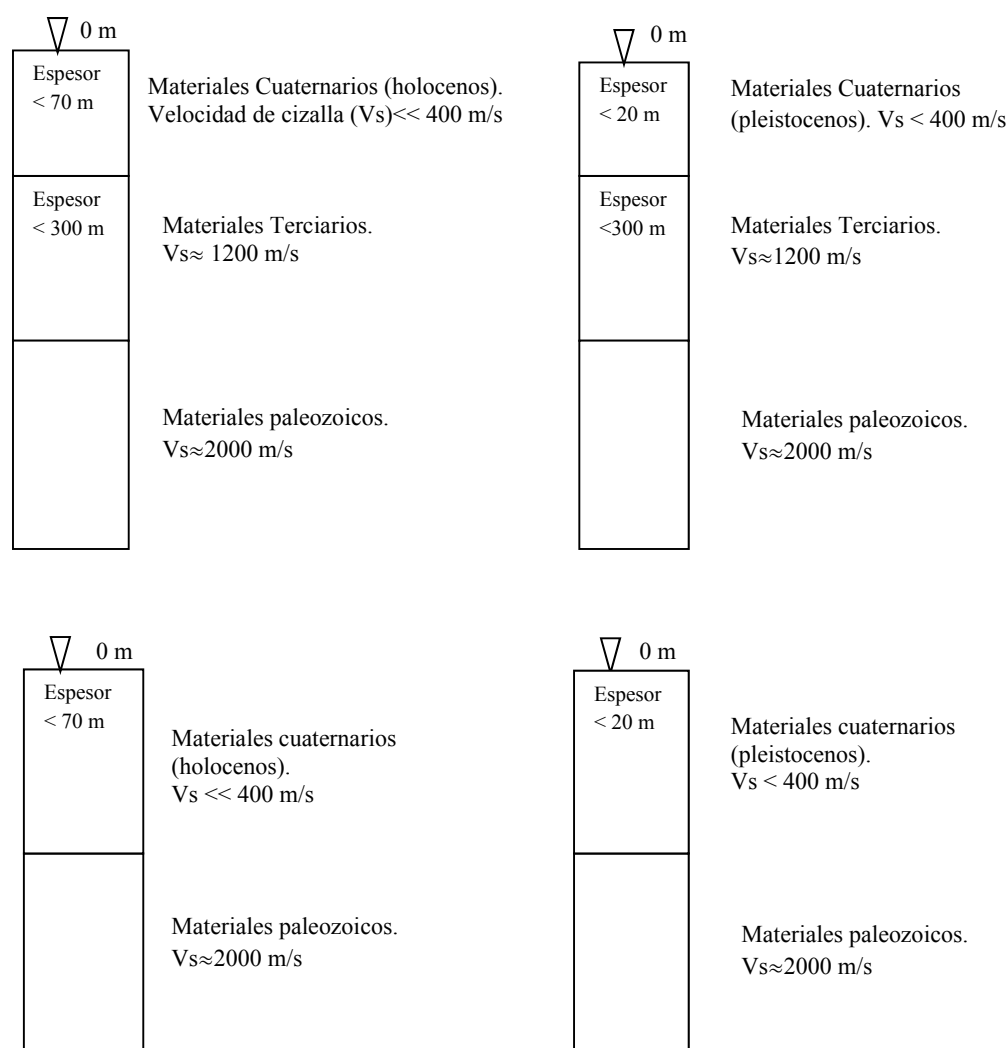 0 m
Espesor
< 70 m
Materiales Cuaternarios (holocenos).
Velocidad de cizalla (Vs)<< 400 m/s
Espesor
< 300 m
Materiales Terciarios.
Vs≈ 1200 m/s
Materiales paleozoicos.
Vs≈2000 m/s
0 m
Espesor
< 20 m
Materiales Cuaternarios
(pleistocenos). Vs < 400 m/s
Espesor
<300 m
Materiales Terciarios.
Vs≈1200 m/s
Materiales paleozoicos.
Vs≈2000 m/s
0 m
Espesor
< 70 m
Materiales cuaternarios
(holocenos).
Vs << 400 m/s
Materiales paleozoicos.
Vs≈2000 m/s
0 m
Espesor
< 20 m
Materiales cuaternarios
(pleistocenos).
Vs < 400 m/s
Materiales paleozoicos.
Vs≈2000 m/s